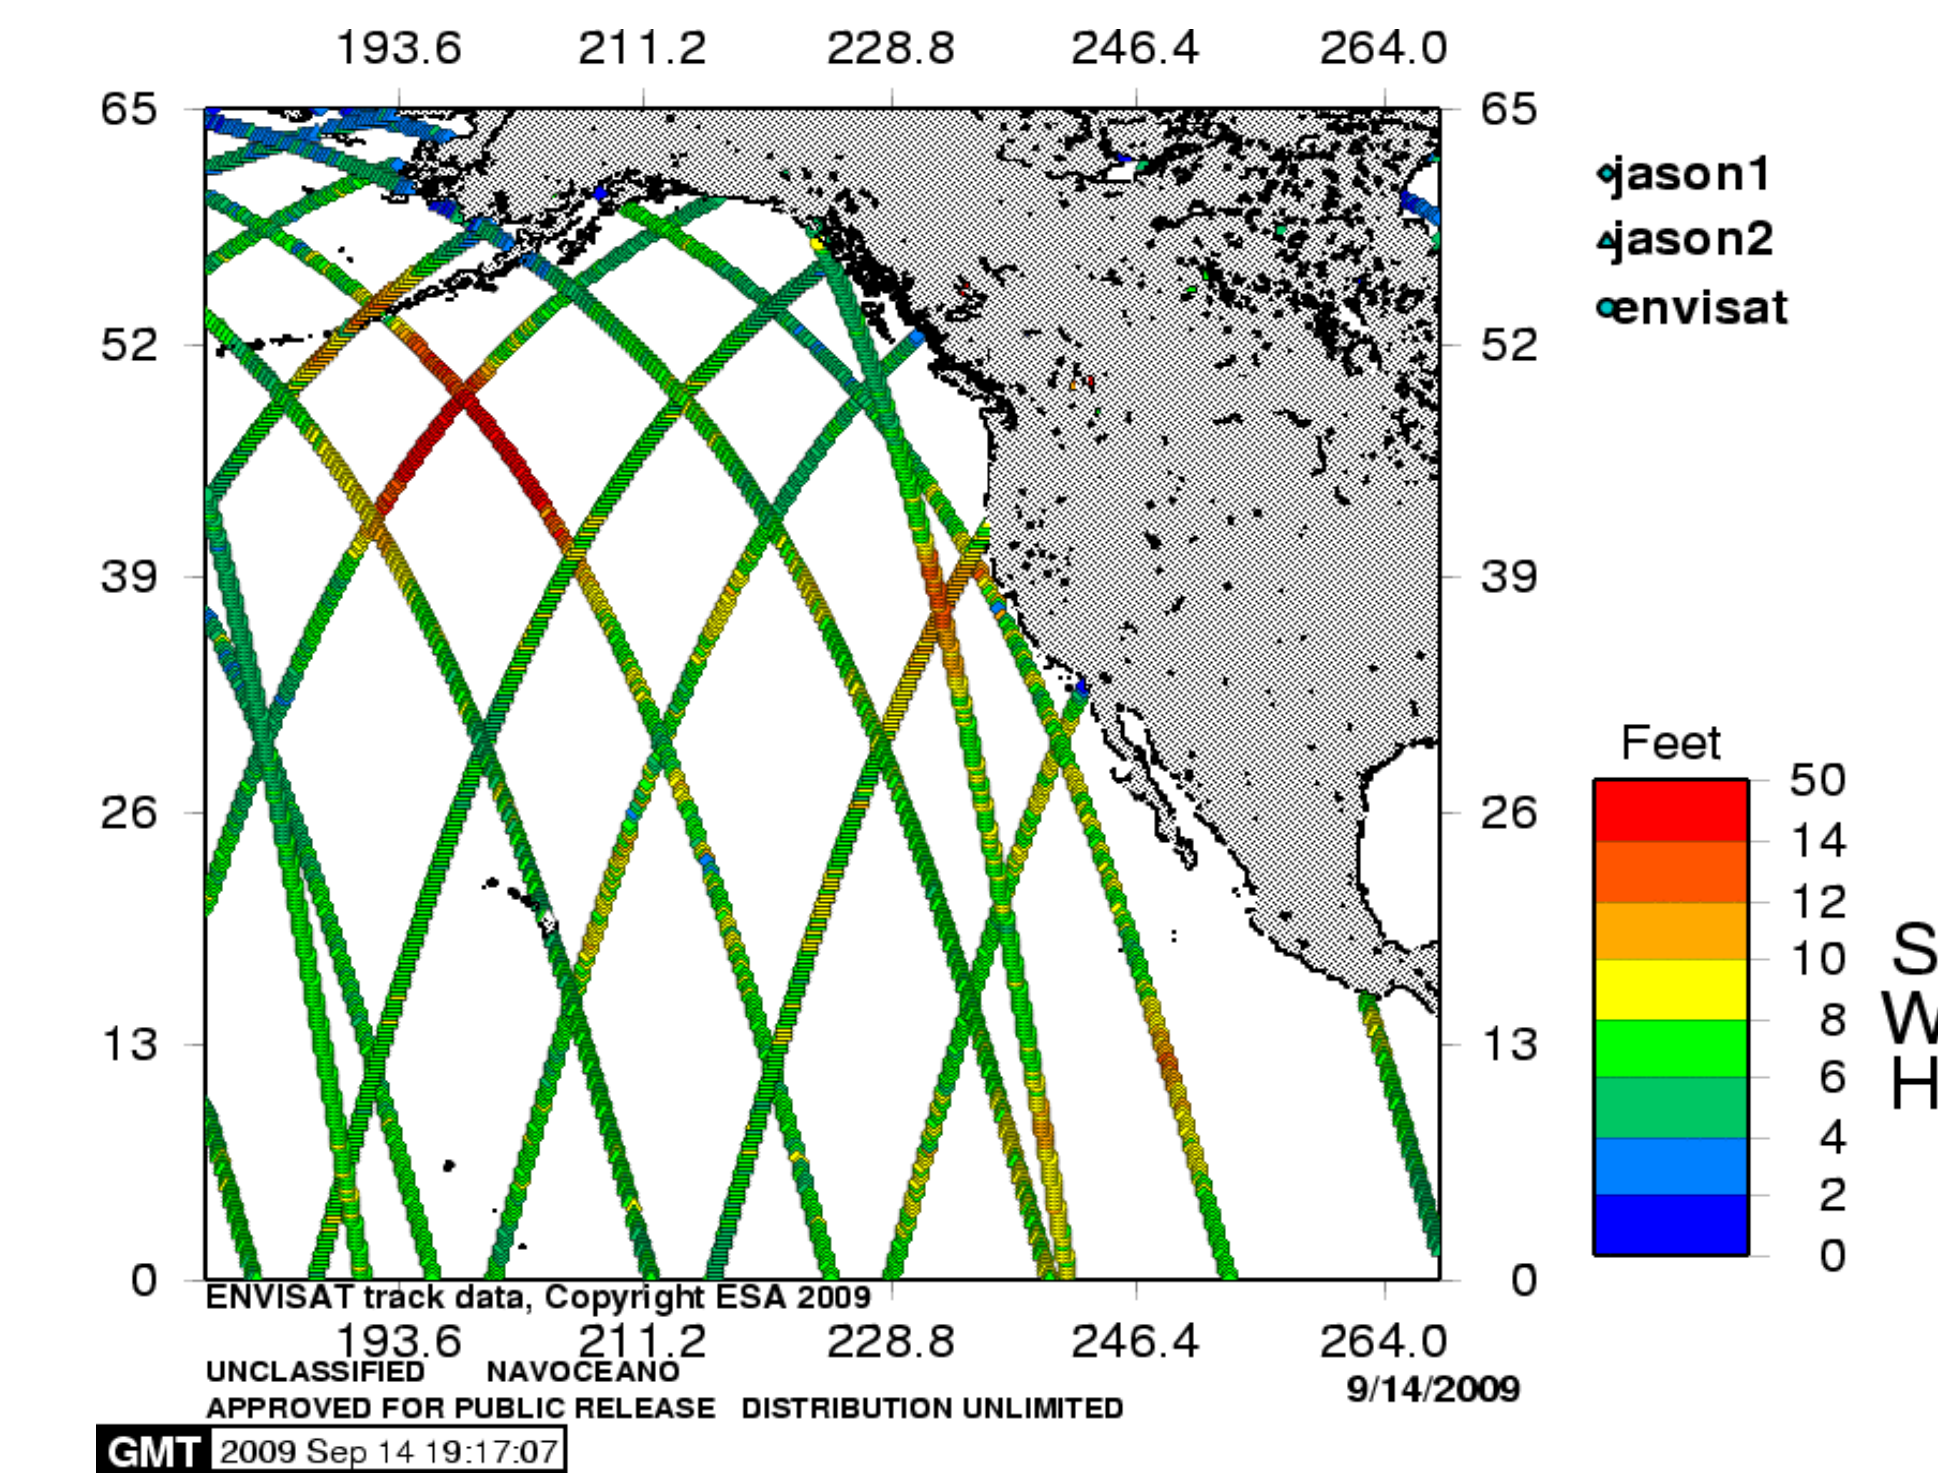 193.6 211.2 228.8 246.4 264.0
65 65
jason1
jason2
52 52
envisat
39 39
Feet
50
26 26
14
12
10
S
W
H
13 13
8
6
4
2
0 0
0
ENVISAT track data, Copyright ESA 2009
193.6 211.2 228.8 246.4 264.0
UNCLASSIFIED NAVOCEANO
9/14/2009
APPROVED FOR PUBLIC RELEASE DISTRIBUTION UNLIMITED
GMT 2009 Sep 14 19:17:07